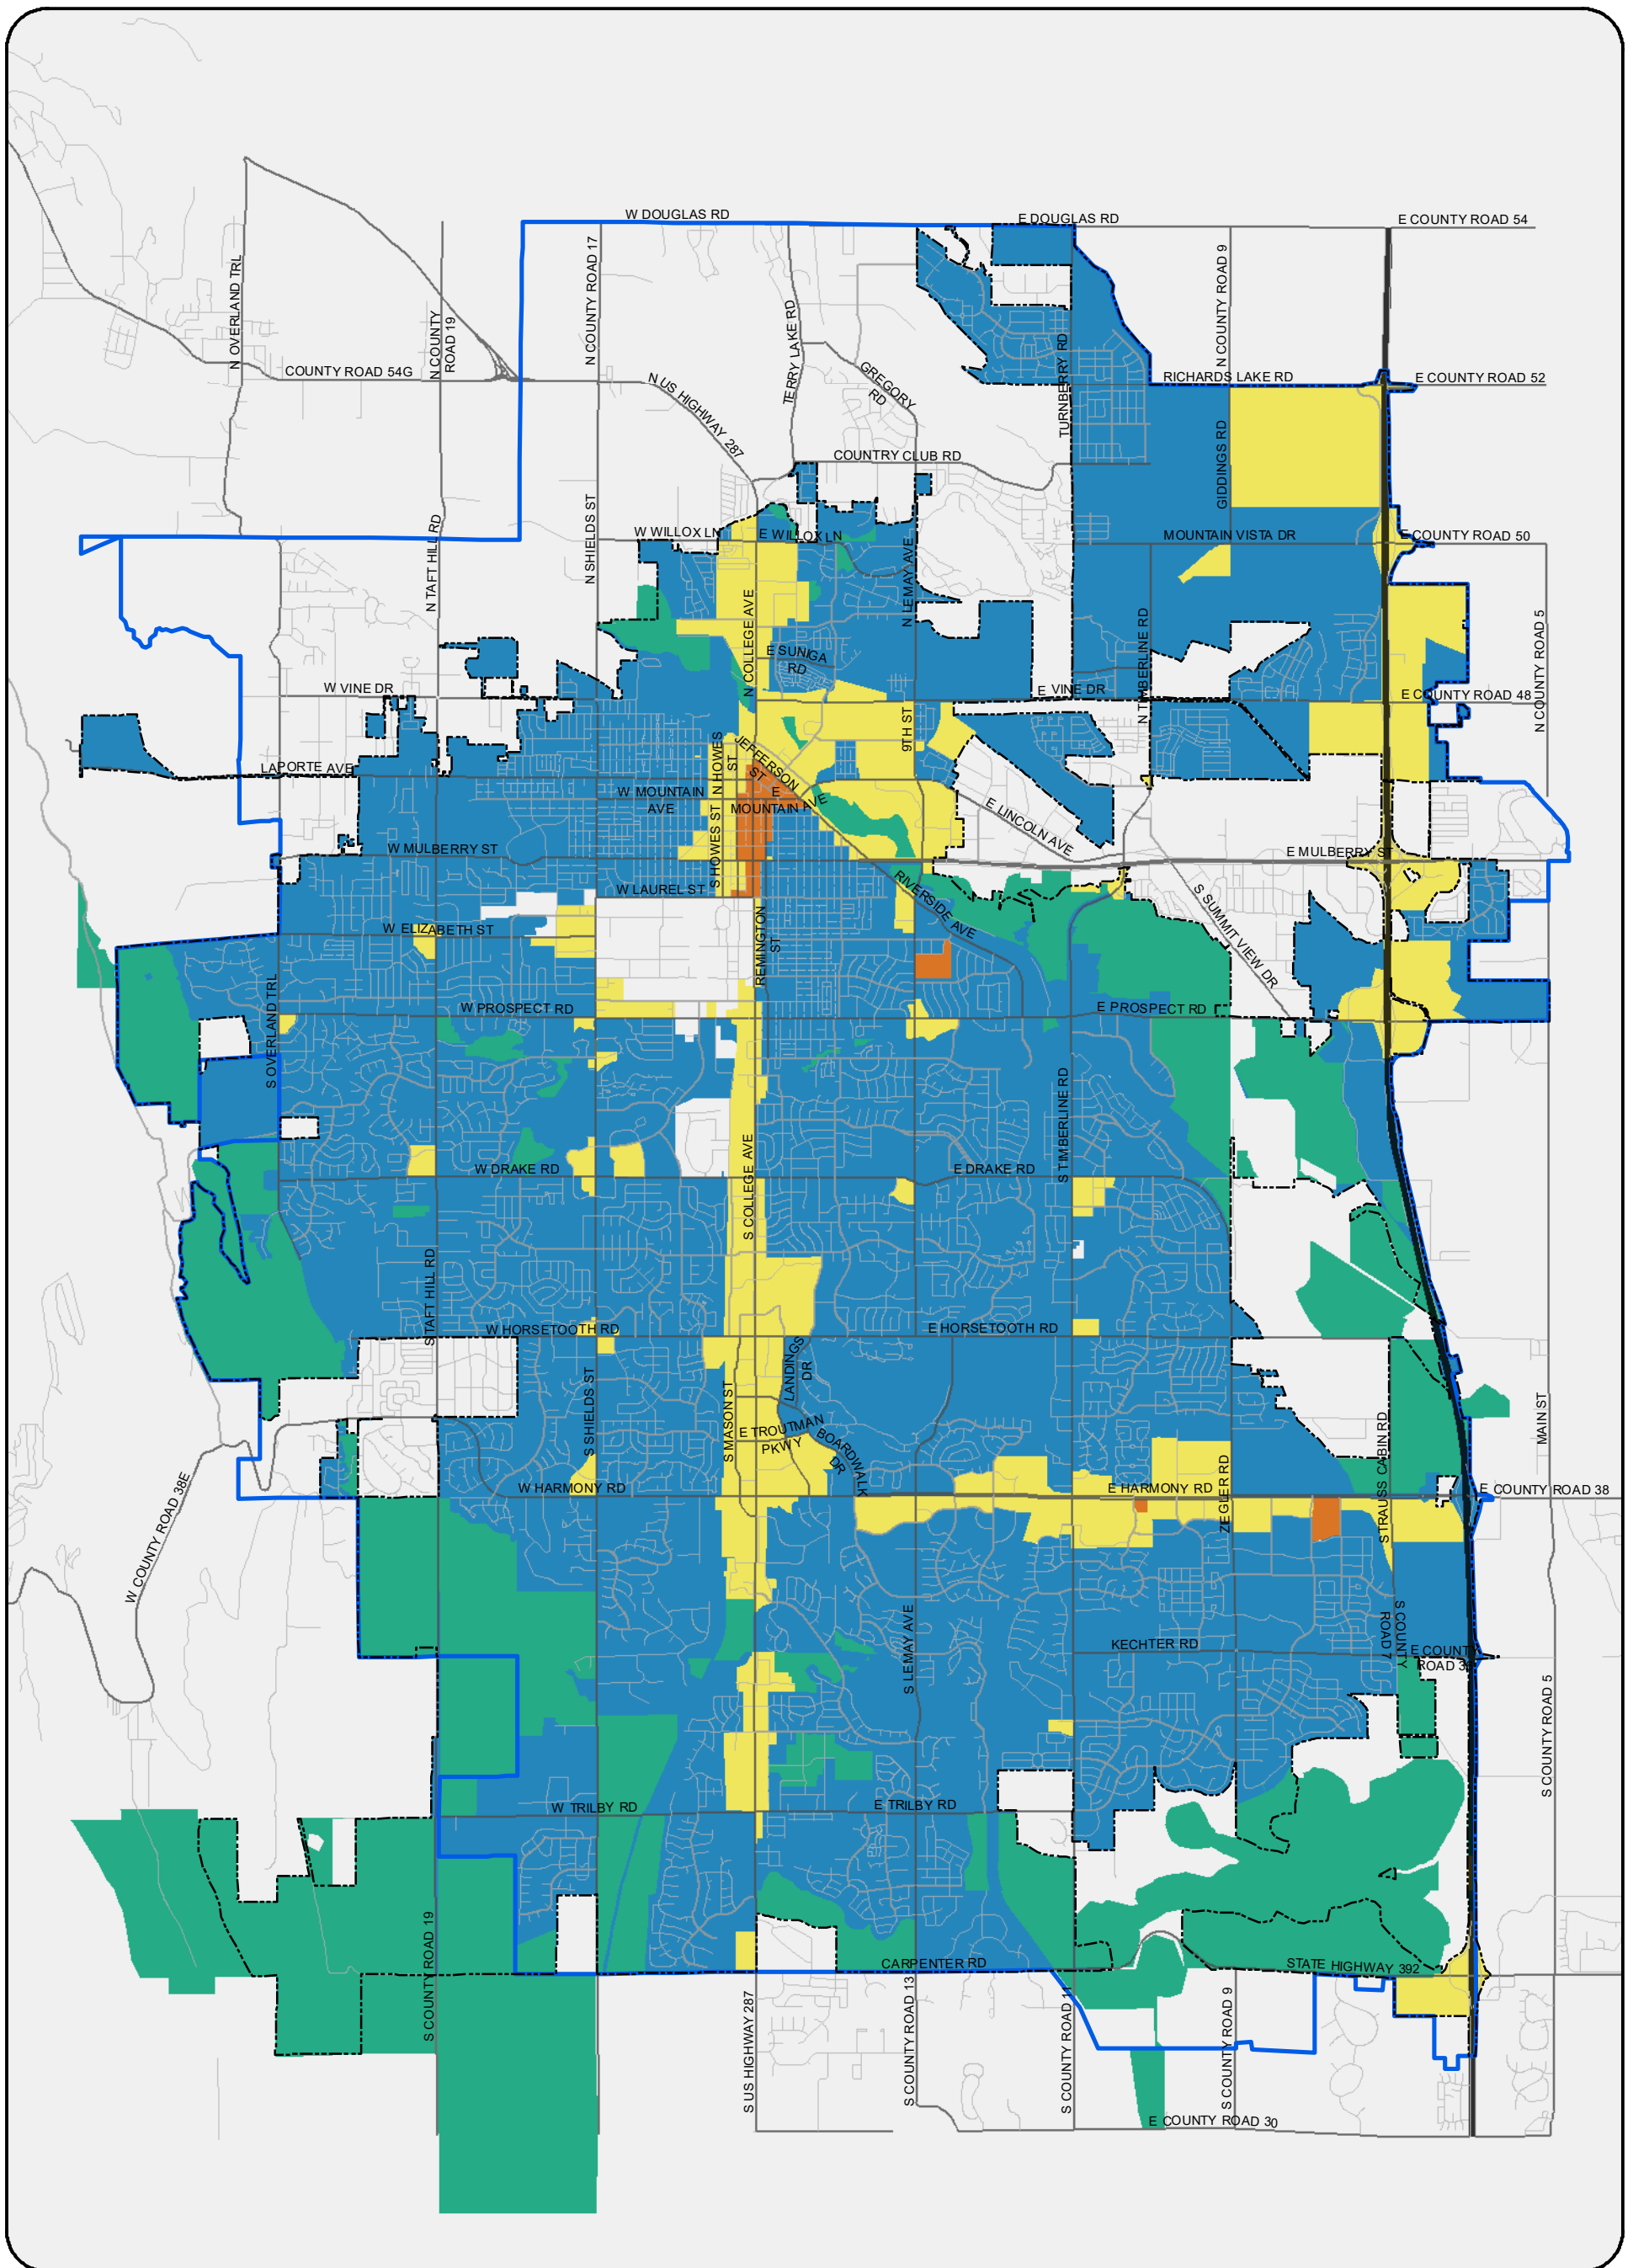 W DOUGLAS RD
E DOUGLAS RD
E COUNTY ROAD 54
N OVERLAND TRL
N COUNTY
ROAD 19
N COUNTY ROAD 17
TERRY LAKE RD
N COUNTY ROAD 9
COUNTY ROAD 54G
N US HIGHWAY 287
GREGORY
RD
TURNBERRY RD
RICHARDS LAKE RD
E COUNTY ROAD 52
COUNTRY CLUB RD
GIDDINGS RD
N TAFT HILL RD
N SHIELDS ST
W WILLOX LN
E WILLOX LN
N LEMAY AVE
MOUNTAIN VISTA DR
E COUNTY ROAD 50
N COLLEGE AVE
E SUNIGA
RD
N TIMBERLINE RD
N COUNTY ROAD 5
W VINE DR
E VINE DR
E COUNTY ROAD 48
9TH ST
N HOWES
ST
JEFFERSON
ST
LAPORTE AVE
W MOUNTAIN
AVE
E
MOUNTAIN AVE
E LINCOLN AVE
S HOWES ST
W MULBERRY ST
E MULBERRY ST
W LAUREL ST
RIVERSIDE AVE
S SUMMIT VIEW DR
W ELIZABETH ST
REMINGTON
ST
S OVERLAND TRL
W PROSPECT RD
E PROSPECT RD
S TIMBERLINE RD
W DRAKE RD
S COLLEGE AVE
E DRAKE RD
S TAFT HILL RD
W HORSETOOTH RD
E HORSETOOTH RD
LANDINGS
DR
S SHIELDS ST
S MASON ST
E TROUTMAN
PKWY
BOARDWALK
DR
S TRAUSS CABIN RD
MAIN ST
W COUNTY ROAD 38E
W HARMONY RD
E HARMONY RD
ZIEGLER RD
E COUNTY ROAD 38
S LEMAY AVE
KECHTER RD
S COUNTY
ROAD 7
E COUNTY
ROAD 3
S COUNTY ROAD 5
W TRILBY RD
E TRILBY RD
S COUNTY ROAD 19
CARPENTER RD
STATE HIGHWAY 392
S US HIGHWAY 287
S COUNTY ROAD 13
S COUNTY ROAD 11
S COUNTY ROAD 9
E COUNTY ROAD 30